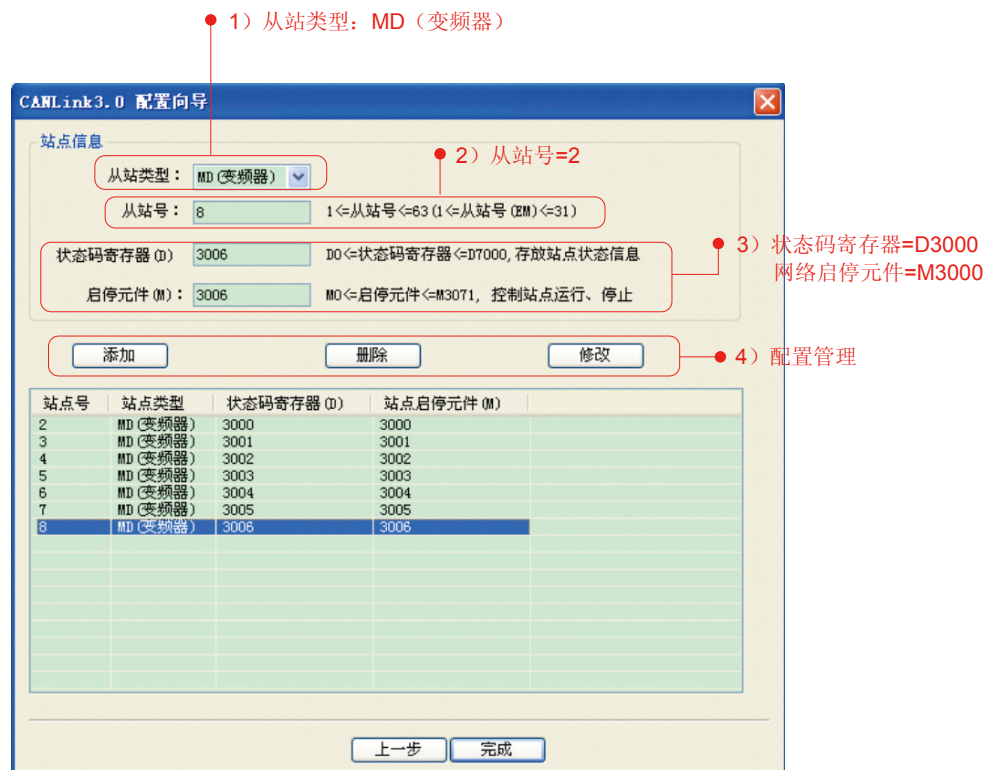 1）从站类型：MD（变频器）
CANLink3.0 配置向导
站点信息
2）从站号=2
从站类型： MD(变频器)
从站号： 8 1<=从站号<=63(1<=从站号(EM)<=31)
3）状态码寄存器=D3000
网络启停元件=M3000
状态码寄存器(D) 3006 D0<=状态码寄存器<=D7000,存放站点状态信息
启停元件(M)： 3006 M0<=启停元件<=M3071，控制站点运行、停止
添加 删除 修改
4）配置管理
站点号 站点类型 状态码寄存器(D) 站点启停元件(M)
2 MD(变频器) 3000 3000
3 MD(变频器) 3001 3001
4 MD(变频器) 3002 3002
5 MD(变频器) 3003 3003
6 MD(变频器) 3004 3004
7 MD(变频器) 3005 3005
8 MD(变频器) 3006 3006
上一步 完成